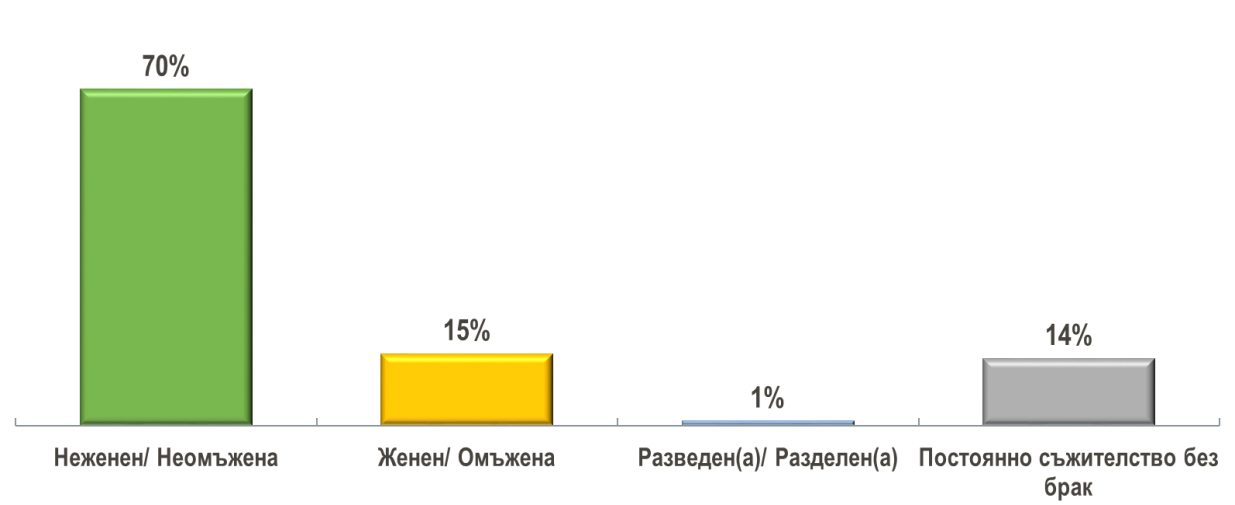 70%
15%
14%
1%
Неженен/ Неомъжена
Женен/ Омъжена
Разведен(а)/ Разделен(а)
Постоянно съжителство без
брак